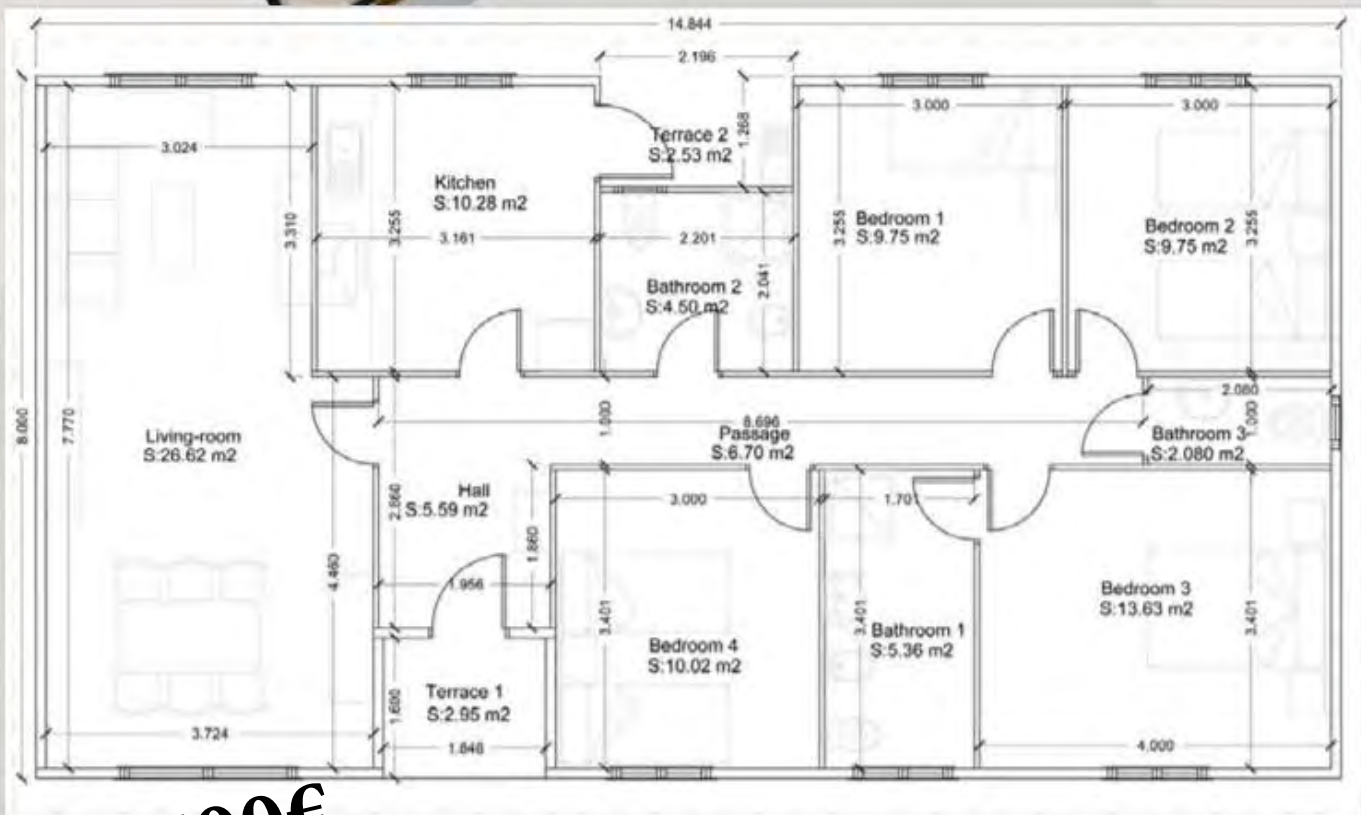 14.844
2.196
3.000
3.000
3.024
1.268
Terrace 2
S:2.53 m2
Kitchen
S:10.28 m2
3.310
3.255
3.161
2.201
3.255
Bedroom 1
S:9.75 m2
Bedroom 2
S:9.75 m2
3.255
Bathroom 2
S:4.50 m2
2.041
2.080
8.000
7.770
Living-room
S:26.62 m2
1.000
8.696
Passage
S:6.70 m2
Bathroom 3
S:2.080 m2
1.000
Hall
S:5.59 m2
2.860
3.000
1.701
1.860
4.460
1.956
3.401
Bedroom 4
S:10.02 m2
3.401
Bathroom 1
S:5.36 m2
Bedroom 3
S:13.63 m2
3.401
Terrace 1
S:2.95 m2
1.600
3.724
4.000